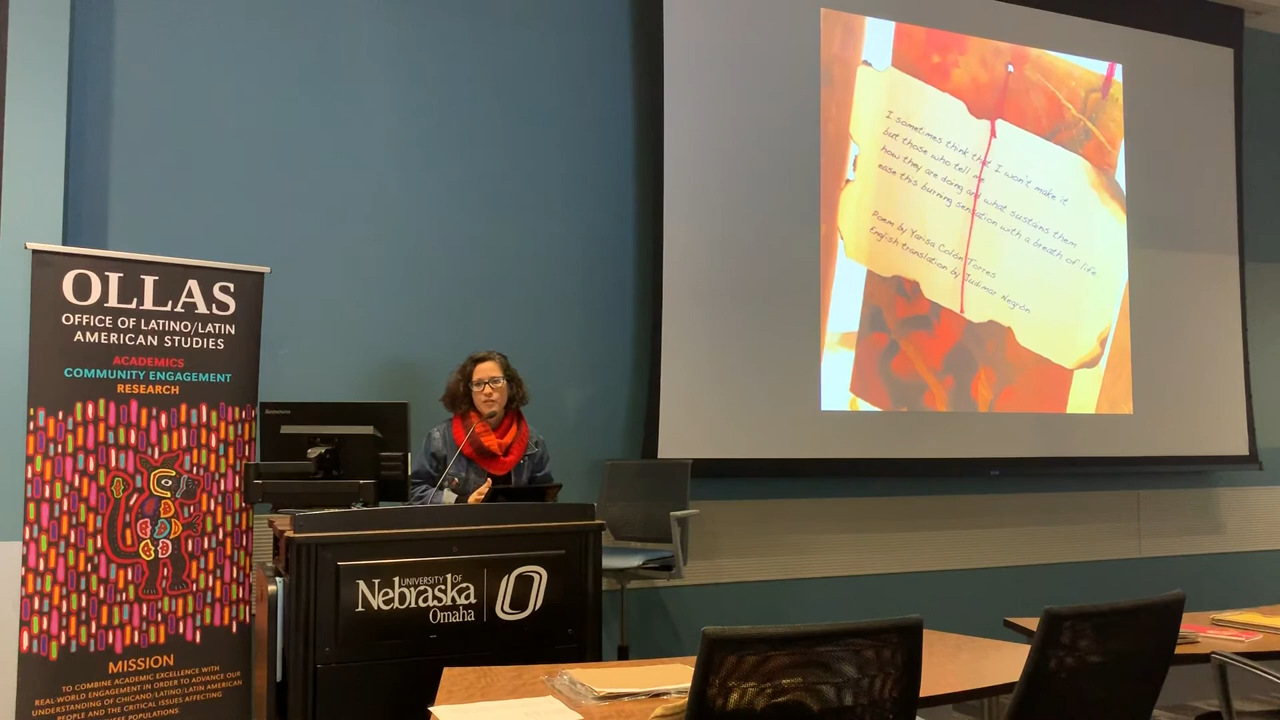 OLLAS
OFFICE OF LATINO/LATIN
AMERICAN STUDIES
ACADEMICS
COMMUNITY ENGAGEMENT
RESEARCH
MISSION
TO COMBINE ACADEMIC EXCELLENCE WITH
REAL-WORLD ENGAGEMENT IN ORDER TO ADVANCE OUR
UNDERSTANDING OF CHICANO/LATINO/LATIN AMERICAN
PEOPLE AND THE CRITICAL ISSUES AFFECTING
POPULATIONS
UNIVERSITY OF
Nebraska
Omaha
O
I sometimes think that I won't make it
but those who tell me
how they are doing and what sustains them
ease this burning sensation with a breath of life
Poem by Yarisa Colón Torres
English translation by Judimar Negrón